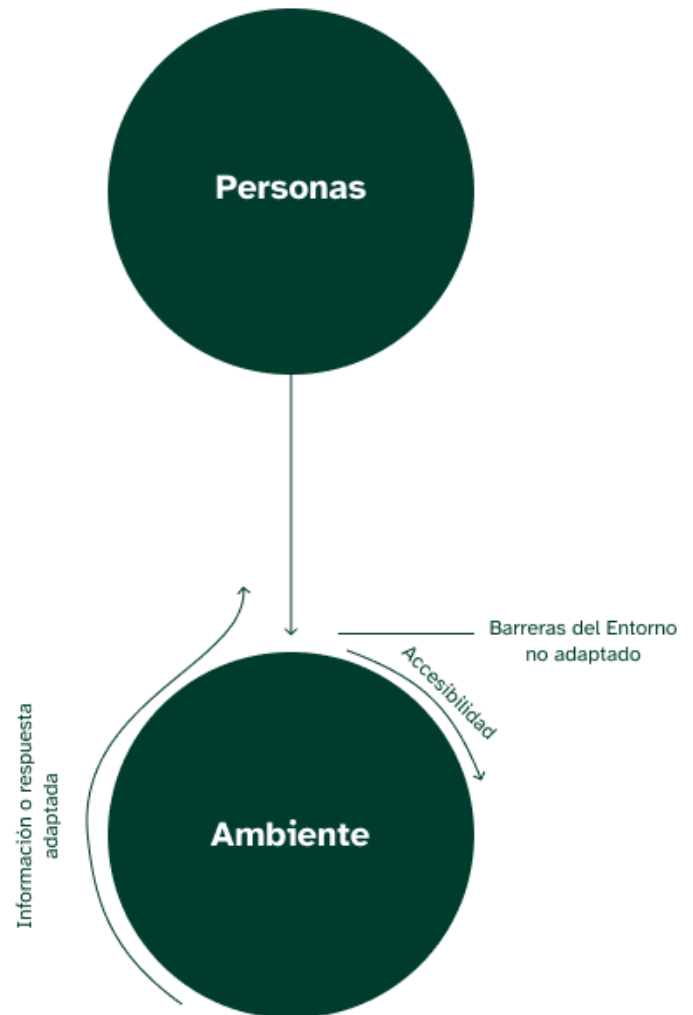 Personas
Barreras del Entorno
no adaptado
Accesibilidad
Información o respuesta
adaptada
Ambiente